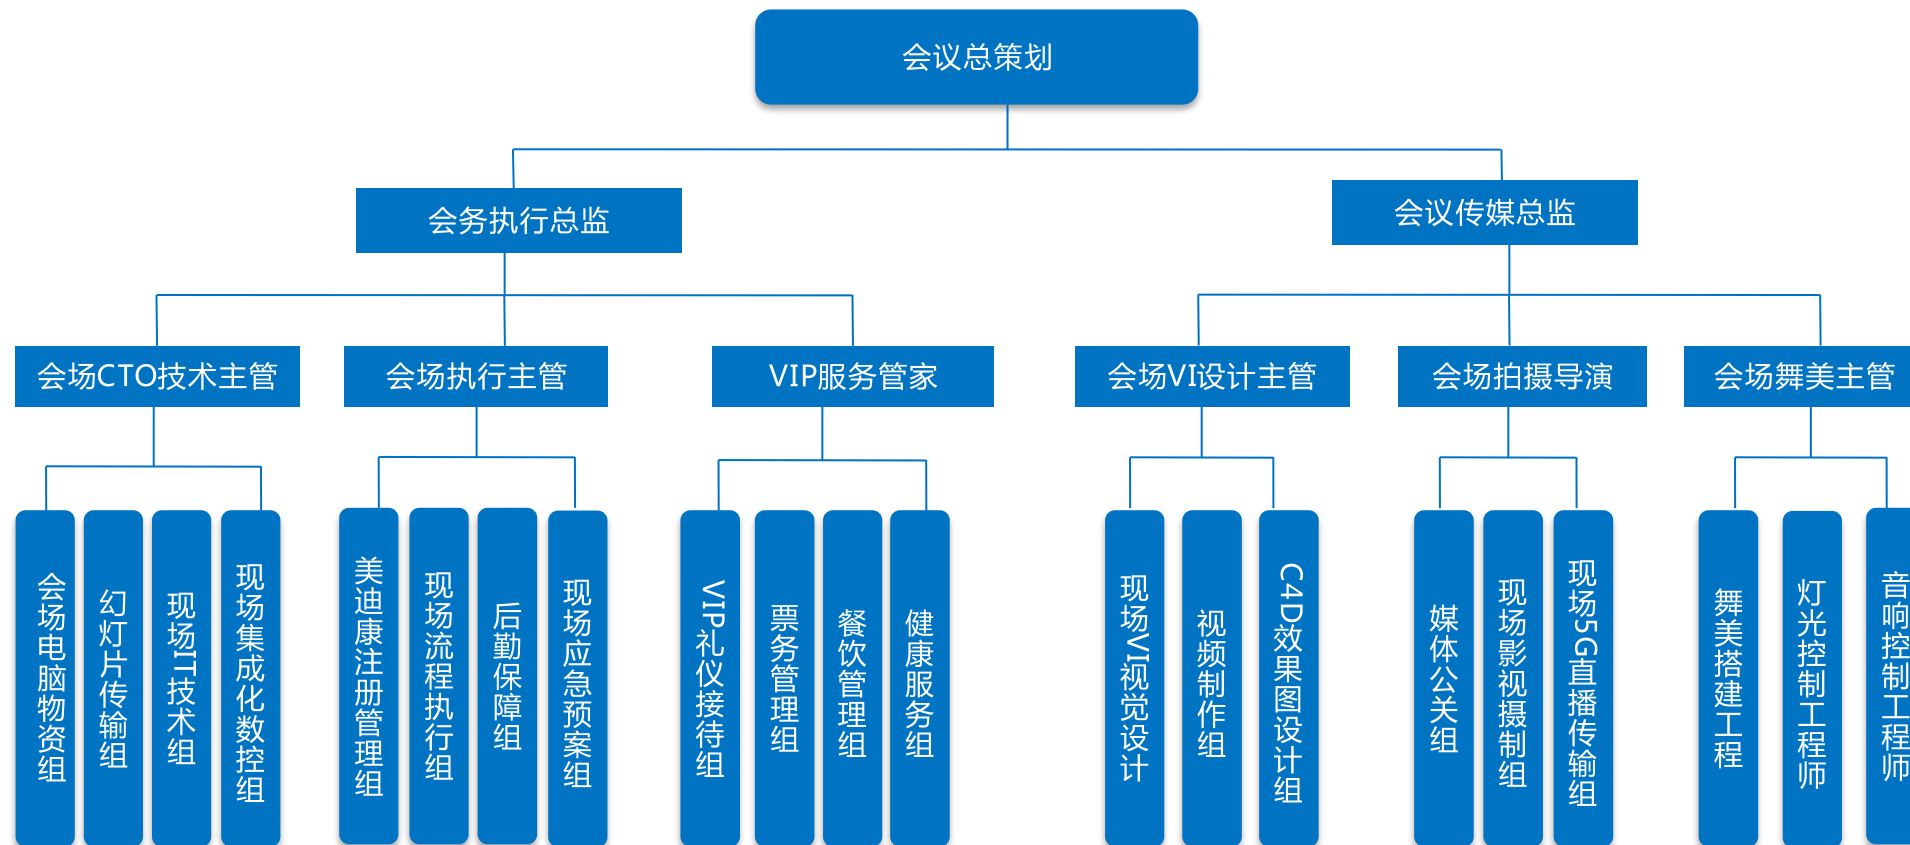 会议总策划
会务执行总监
会议传媒总监
会场CTO技术主管
会场执行主管
VIP服务管家
会场VI设计主管
会场拍摄导演
会场舞美主管
会场电脑物资组
幻灯片传输组
现场IT技术组
现场集成化数控组
美迪康注册管理组
现场流程执行组
后勤保障组
现场应急预案组
VIP礼仪接待组
票务管理组
餐饮管理组
健康服务组
现场VI视觉设计
视频制作组
C4D效果图设计组
媒体公关组
现场影视摄制组
现场5G直播传输组
舞美搭建工程
灯光控制工程师
音响控制工程师